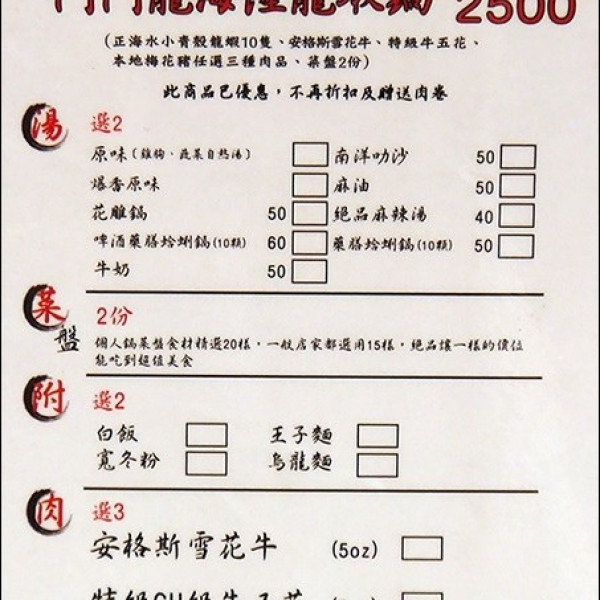 2500
(正海水小青殼龍蝦10隻、安格斯雪花牛、特級牛五花、
本地梅花豬任選三種肉品、菜盤2份)
此商品已優惠，不再折扣及贈送肉卷
湯 選2
原味(雞狗、蔬菜自熬湯) 南洋叻沙 50
爆香原味 麻油 50
花雕鍋 50 絕品麻辣湯 40
啤酒藥膳蛤蜊鍋(10顆) 60 藥膳蛤蜊鍋(10顆) 50
牛奶 50
菜盤 2份
個人鍋菜盤食材精選20樣，一般店家都選用15樣，絕品讓一樣的價位
能吃到超值美食
附 選2
白飯 王子麵
寬冬粉 烏龍麵
肉 選3
安格斯雪花牛 (5oz)